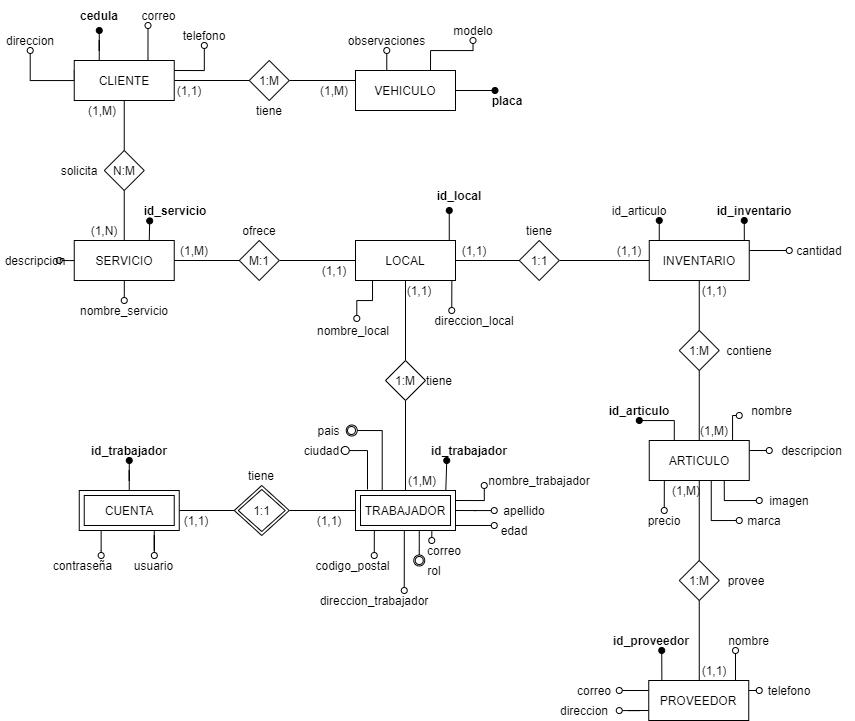 cedula
correo
direccion
telefono
observaciones
modelo
CLIENTE
1:M
VEHICULO
(1,1)
(1,M)
tiene
placa
(1,M)
solicita
N:M
id_servicio
id_local
id_articulo
id_inventario
(1,N)
ofrece
tiene
(1,M)
(1,1)
(1,1)
cantidad
descripcion
SERVICIO
M:1
LOCAL
1:1
INVENTARIO
(1,1)
(1,1)
(1,1)
nombre_servicio
nombre_local
direccion_local
1:M
contiene
1:M
tiene
id_articulo
nombre
pais
(1,M)
ciudad
id_trabajador
id_trabajador
descripcion
ARTICULO
tiene
(1,M)
nombre_trabajador
(1,M)
CUENTA
1:1
TRABAJADOR
apellido
imagen
(1,1)
(1,1)
edad
precio
marca
correo
contraseña
usuario
codigo_postal
rol
1:M
provee
direccion_trabajador
id_proveedor
nombre
(1,1)
correo
telefono
PROVEEDOR
direccion